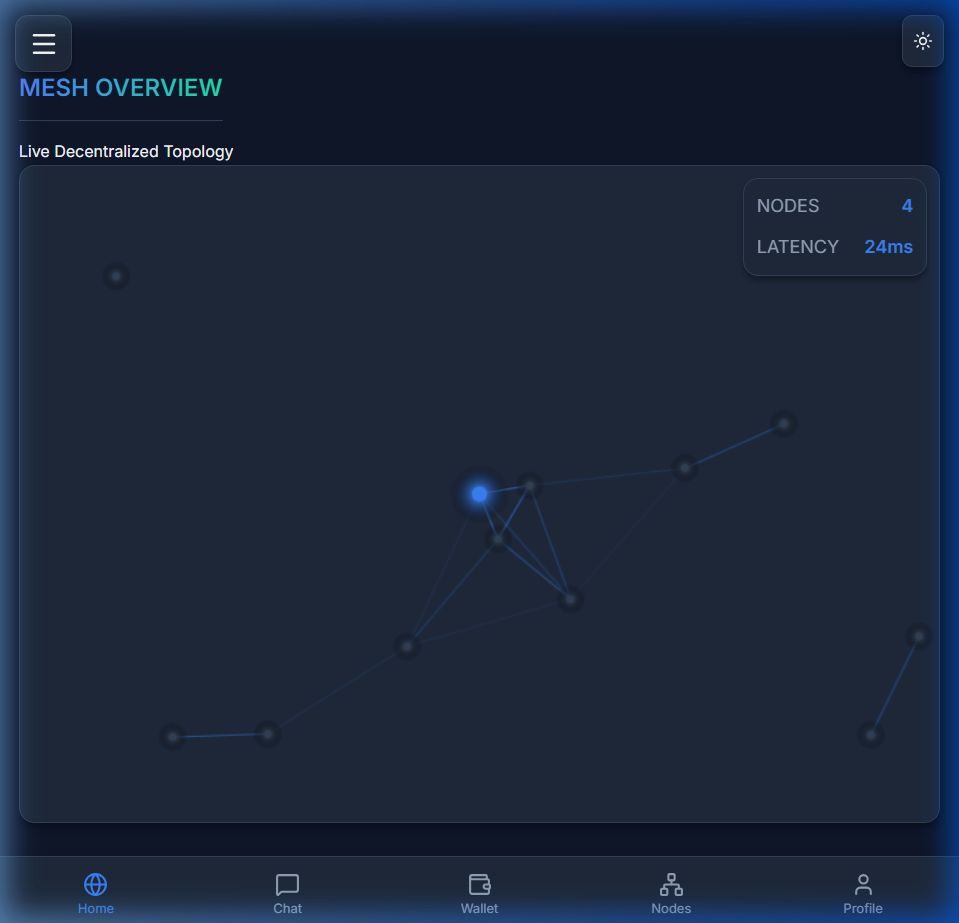 MESH OVERVIEW
Live Decentralized Topology
NODES 4
LATENCY 24ms
Home Chat Wallet Nodes Profile